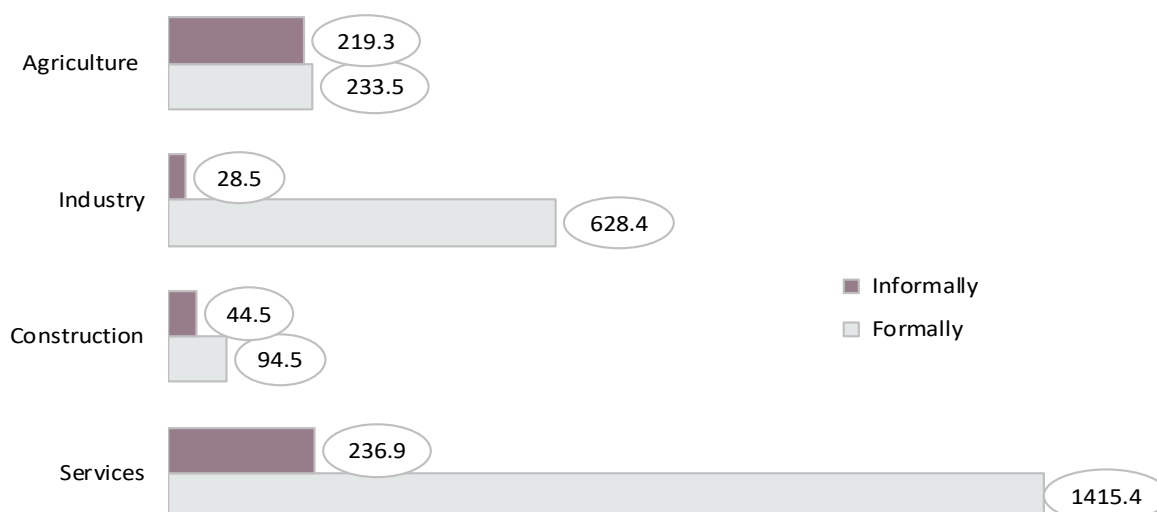 Agriculture
219.3
233.5
Industry
28.5
628.4
Informally
Formally
Construction
44.5
94.5
Services
236.9
1415.4